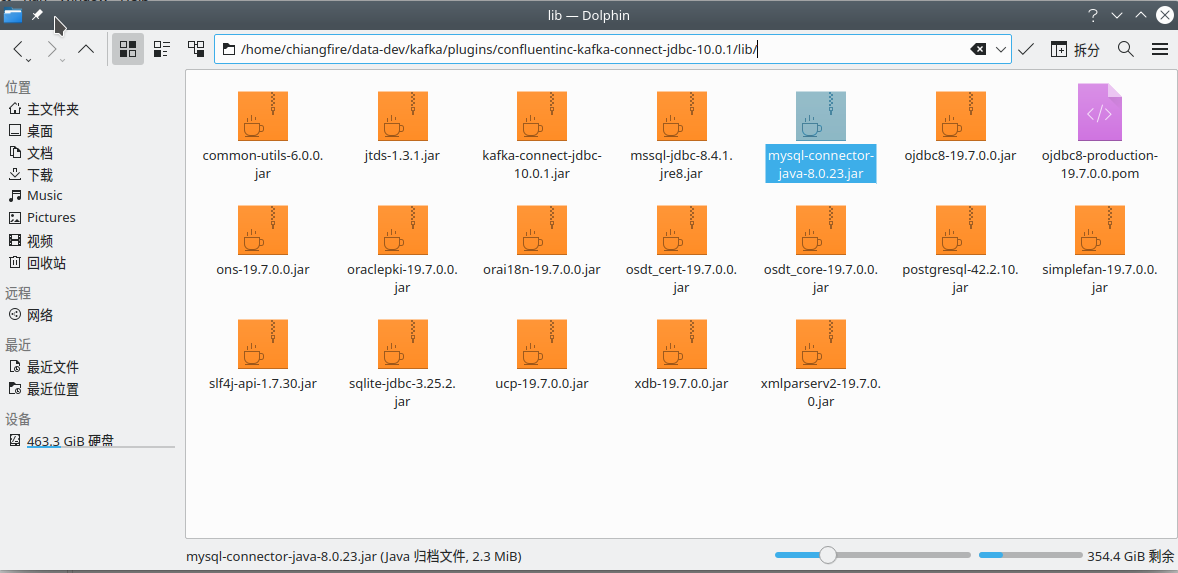 lib — Dolphin
/home/chiangfire/data-dev/kafka/plugins/confluentinc-kafka-connect-jdbc-10.0.1/lib/
拆分
位置
主文件夹
桌面
文档
下载
Music
Pictures
视频
回收站
远程
网络
最近
最近文件
最近位置
设备
463.3 GiB 硬盘
common-utils-6.0.0.
jar
jtds-1.3.1.jar
kafka-connect-jdbc-
10.0.1.jar
mssql-jdbc-8.4.1.
jre8.jar
mysql-connector-
java-8.0.23.jar
ojdbc8-19.7.0.0.jar
ojdbc8-production-
19.7.0.0.pom
ons-19.7.0.0.jar
oraclepki-19.7.0.0.
jar
orai18n-19.7.0.0.jar
osdt_cert-19.7.0.0.
jar
osdt_core-19.7.0.0.
jar
postgresql-42.2.10.
jar
simplefan-19.7.0.0.
jar
slf4j-api-1.7.30.jar
sqlite-jdbc-3.25.2.
jar
ucp-19.7.0.0.jar
xdb-19.7.0.0.jar
xmlparserv2-19.7.0.
0.jar
mysql-connector-java-8.0.23.jar (Java 归档文件, 2.3 MiB)
354.4 GiB 剩余